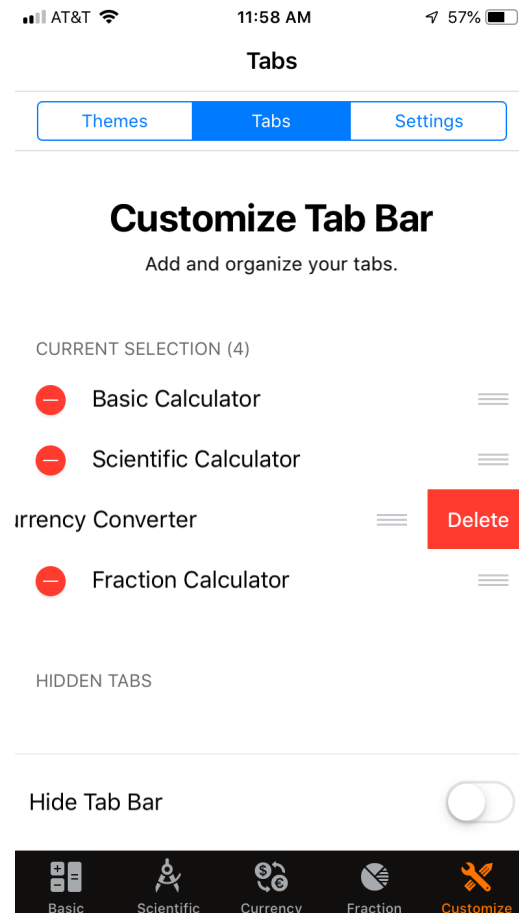 AT&T 11:58 AM 57%
Tabs
Themes Tabs Settings
Customize Tab Bar
Add and organize your tabs.
CURRENT SELECTION (4)
Basic Calculator
Scientific Calculator
urrency Converter Delete
Fraction Calculator
HIDDEN TABS
Hide Tab Bar
Basic Scientific Currency Fraction Customize